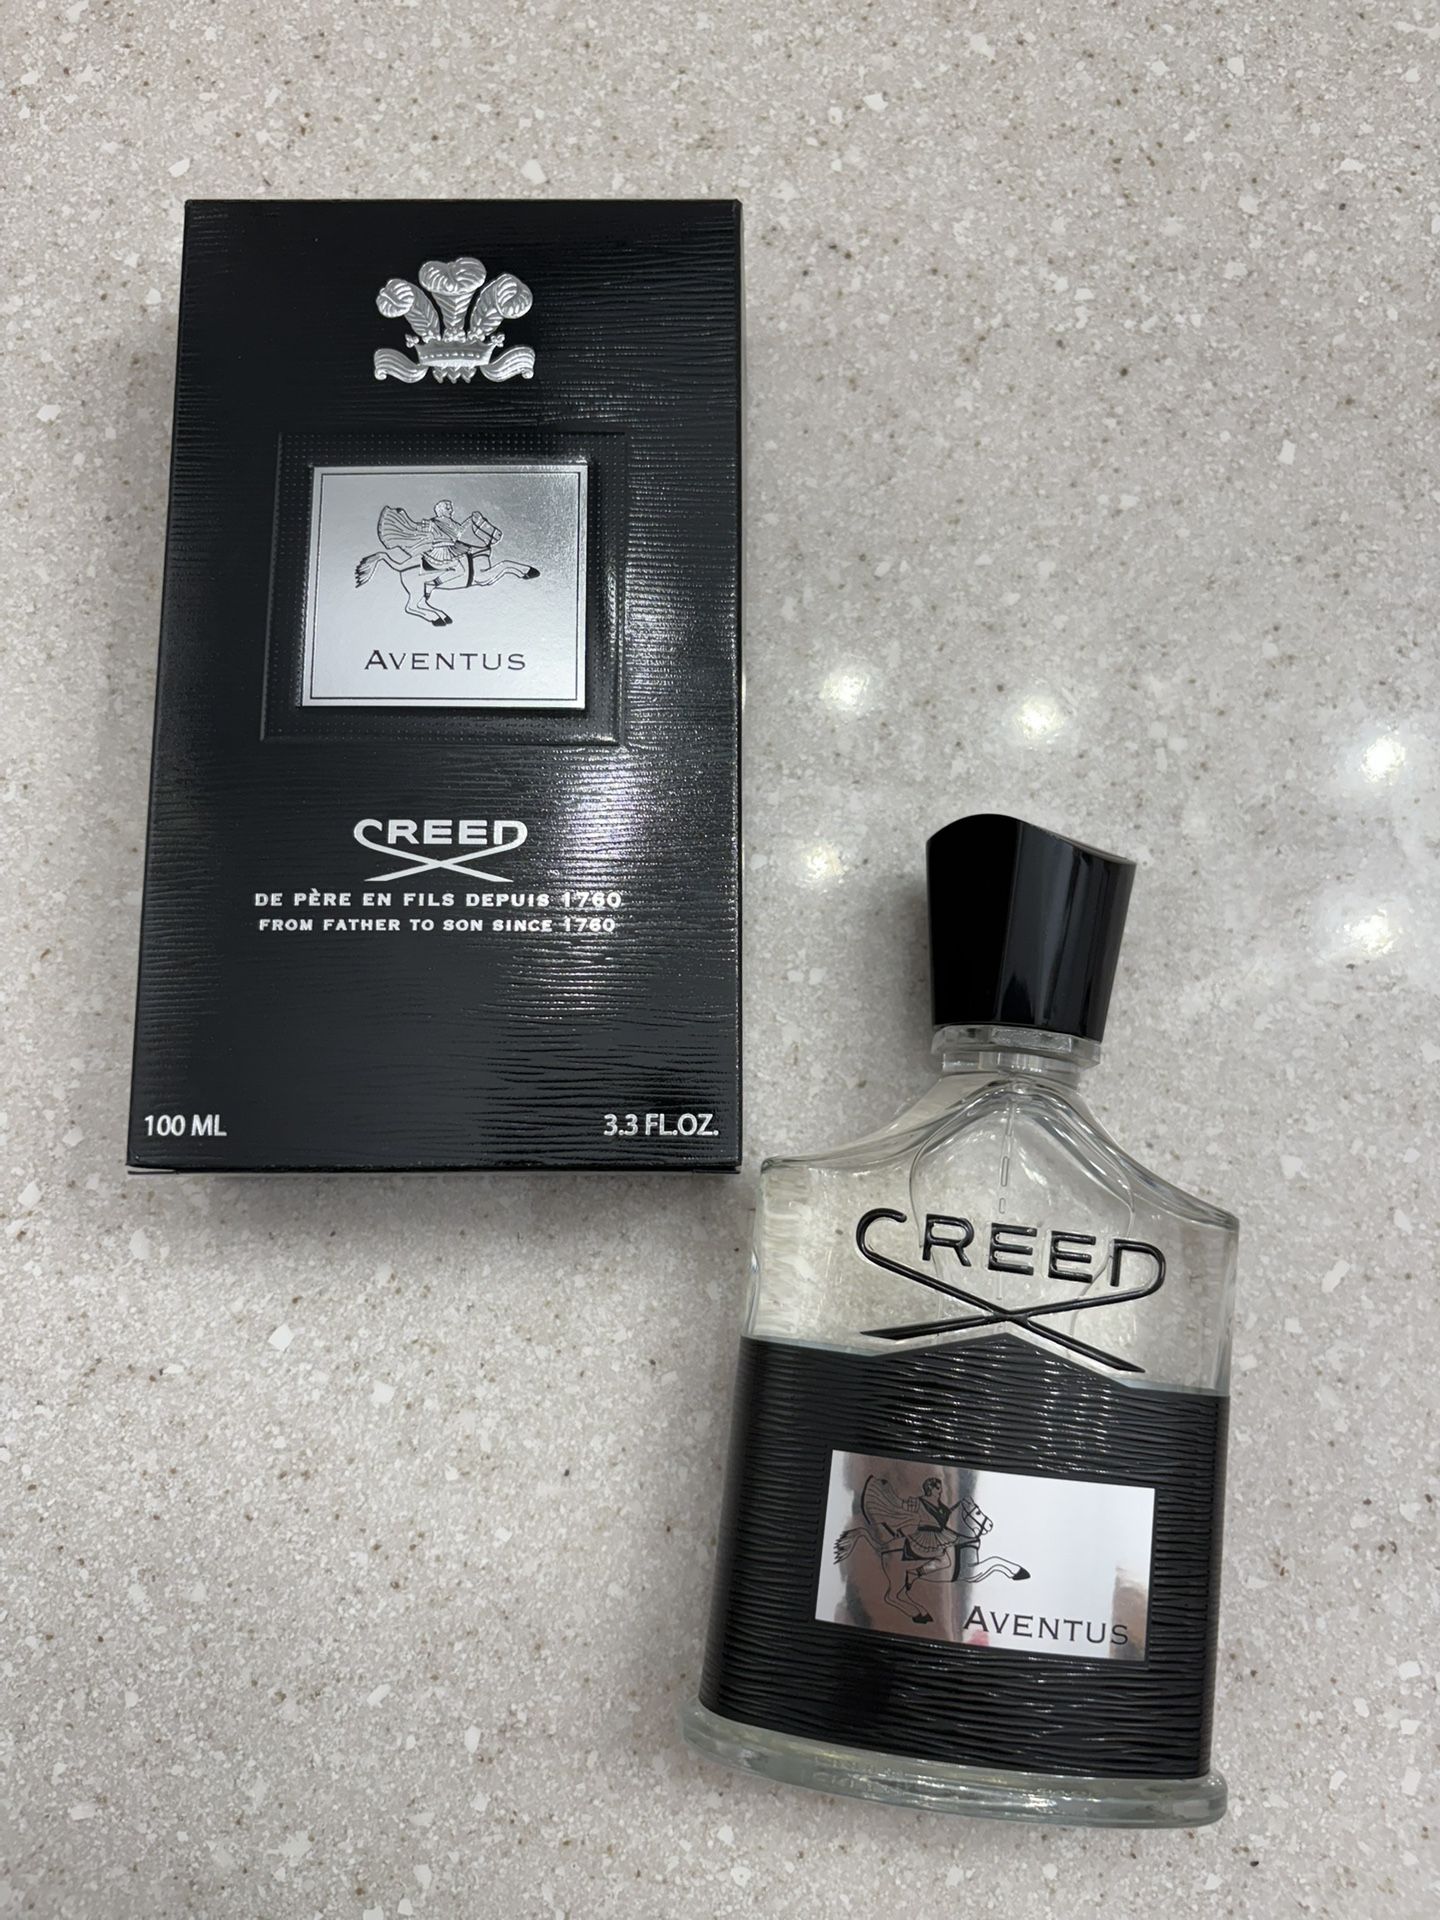 AVENTUS
CREED
DE PÈRE EN FILS DEPUIS 1760
FROM FATHER TO SON SINCE 1760
100 ML
3.3 FL.OZ.
CREED
AVENTUS